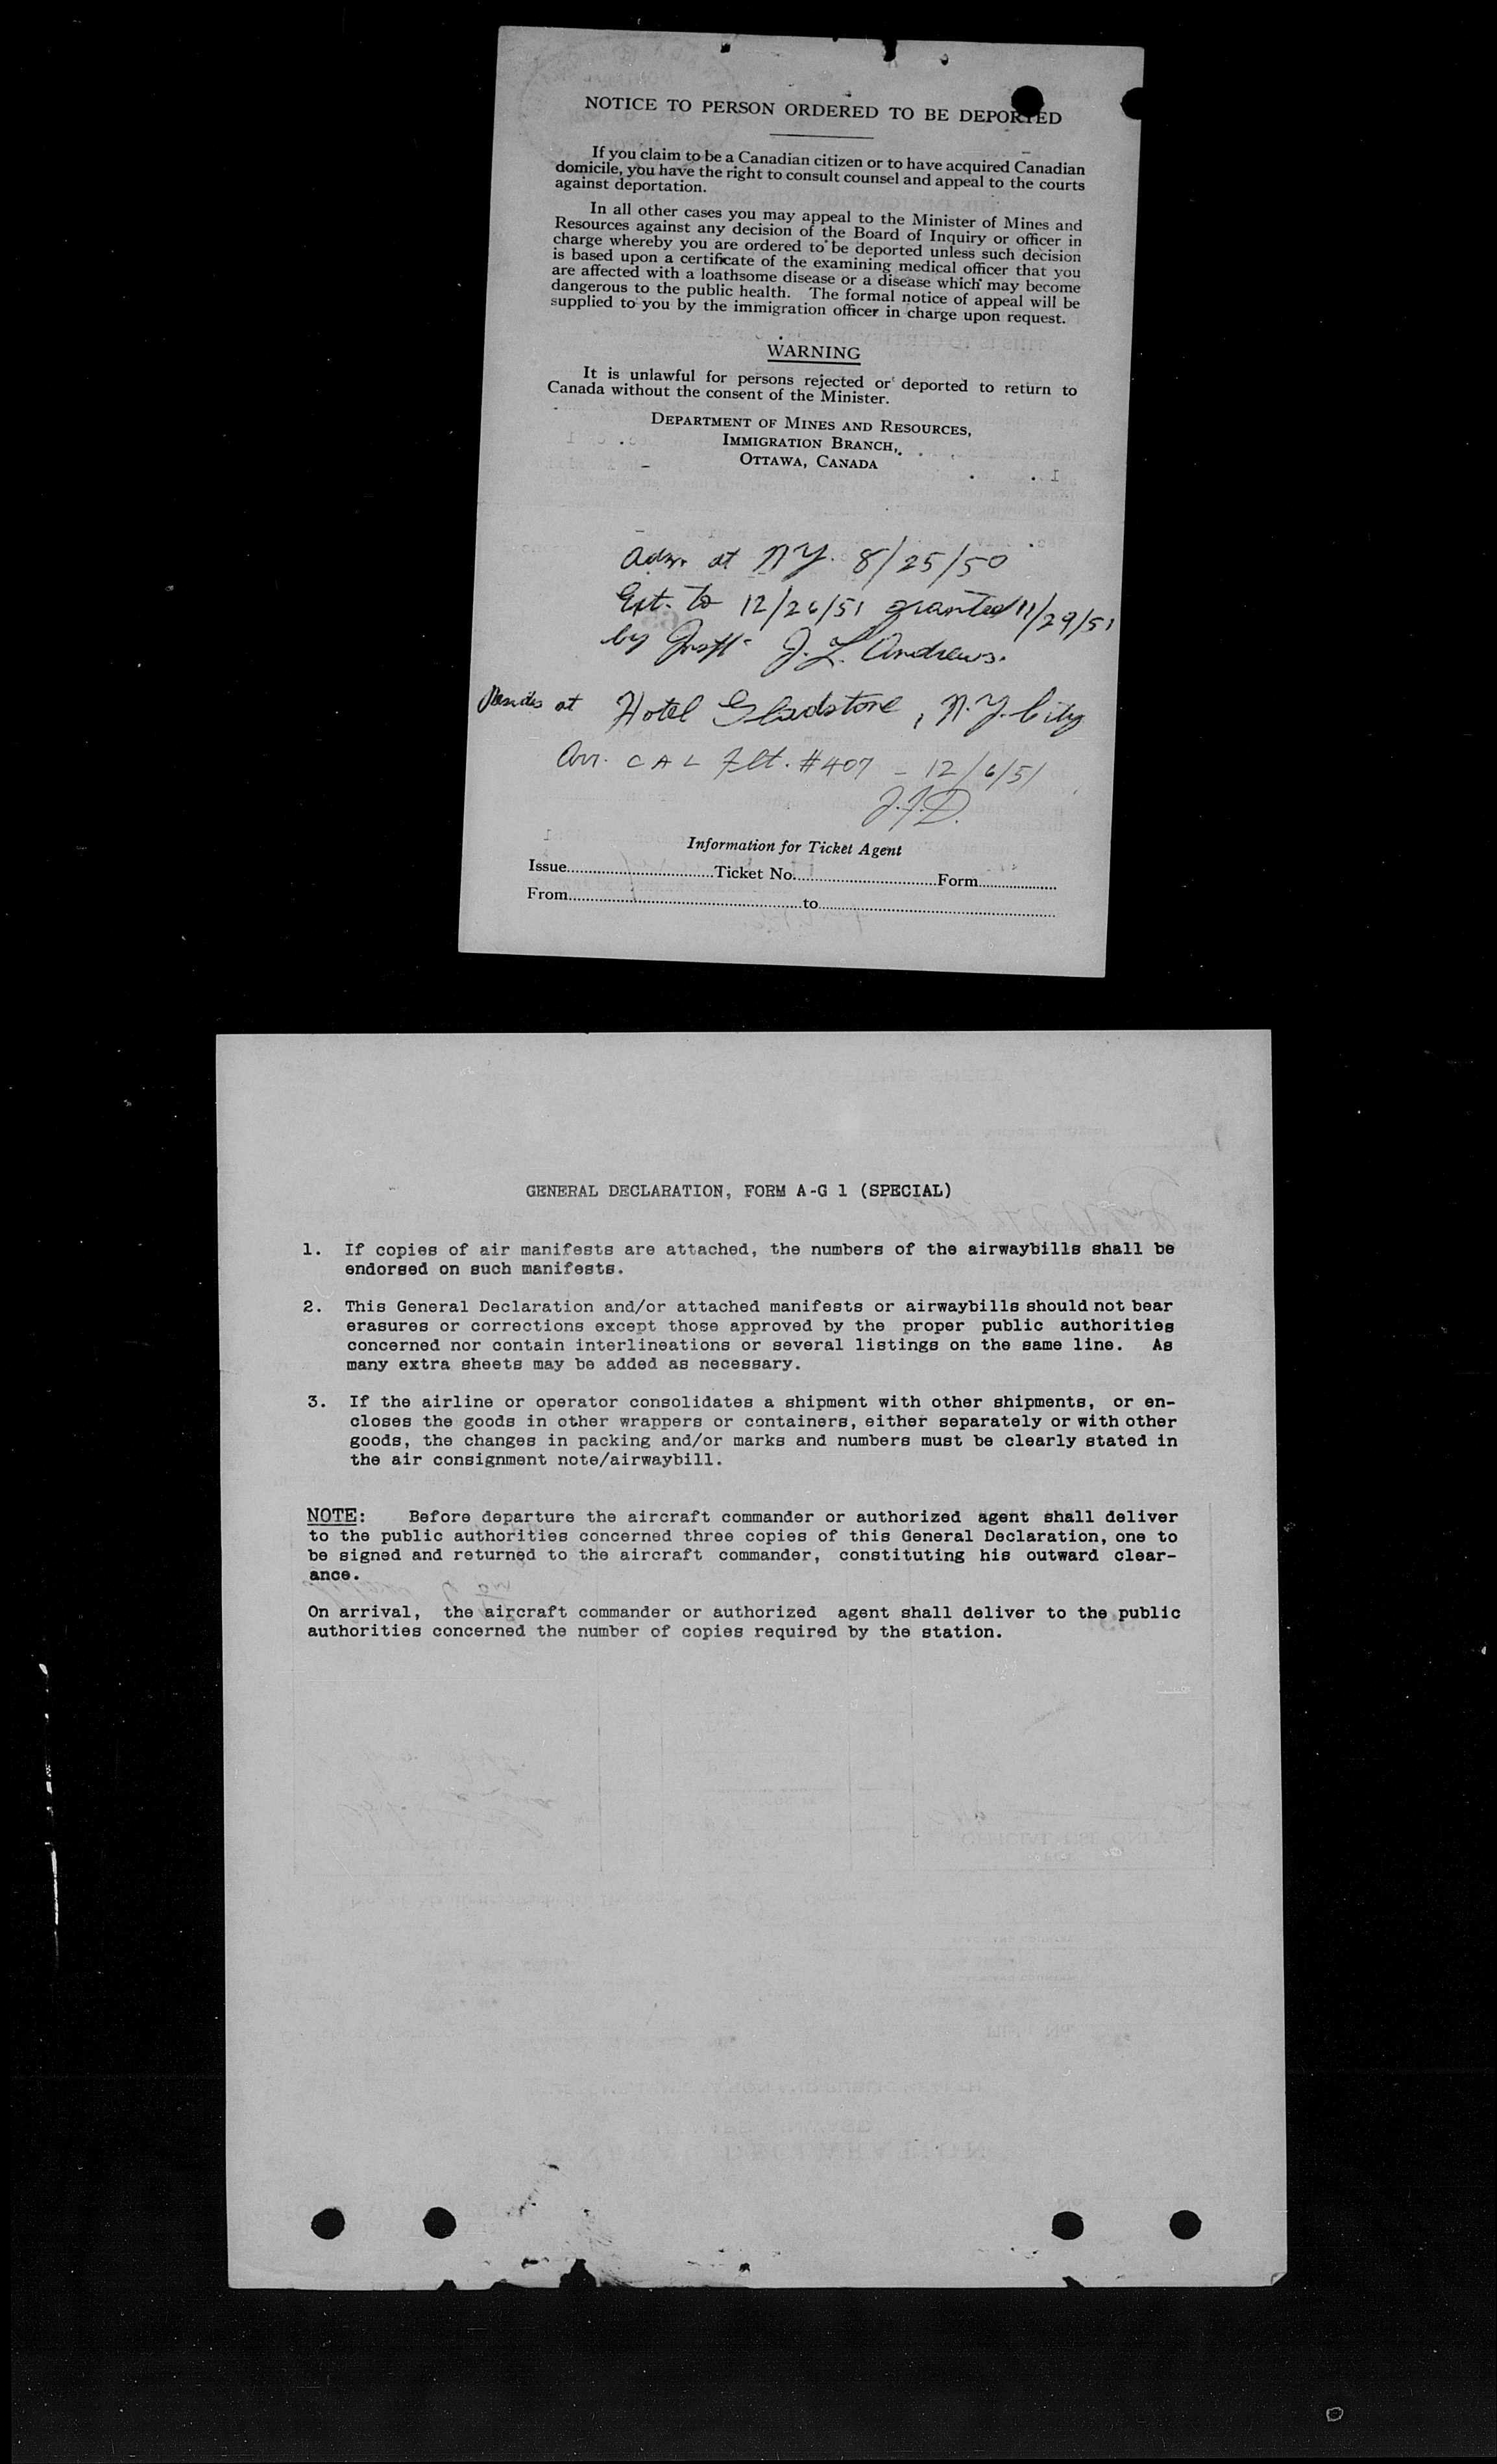 NOTICE TO PERSON ORDERED TO BE DEPORTED
If you claim to be a Canadian citizen or to have acquired Canadian
domicile, you have the right to consult counsel and appeal to the courts
against deportation.
In all other cases you may appeal to the Minister of Mines and
Resources against any decision of the Board of Inquiry or officer in
charge whereby you are ordered to be deported unless such decision
is based upon a certificate of the examining medical officer that you
are affected with a loathsome disease or a disease which may become
dangerous to the public health. The formal notice of appeal will be
supplied to you by the immigration officer in charge upon request.
WARNING
It is unlawful for persons rejected or deported to return to
Canada without the consent of the Minister.
DEPARTMENT OF MINES AND RESOURCES,
IMMIGRATION BRANCH,
OTTAWA, CANADA
Adm. at N.Y. 8/25/50
Ext. to 12/26/51 granted 11/29/51
by J. L. Andrews.
Resides at Hotel Gladstone, N.Y. City
Arr. CAL Flt. #407 - 12/6/51
J.J.D.
Information for Ticket Agent
Issue..........Ticket No..........Form..........
From..........to..........
GENERAL DECLARATION, FORM A-G 1 (SPECIAL)
1. If copies of air manifests are attached, the numbers of the airwaybills shall be
endorsed on such manifests.
2. This General Declaration and/or attached manifests or airwaybills should not bear
erasures or corrections except those approved by the proper public authorities
concerned nor contain interlineations or several listings on the same line. As
many extra sheets may be added as necessary.
3. If the airline or operator consolidates a shipment with other shipments, or en-
closes the goods in other wrappers or containers, either separately or with other
goods, the changes in packing and/or marks and numbers must be clearly stated in
the air consignment note/airwaybill.
NOTE: Before departure the aircraft commander or authorized agent shall deliver
to the public authorities concerned three copies of this General Declaration, one to
be signed and returned to the aircraft commander, constituting his outward clear-
ance.
On arrival, the aircraft commander or authorized agent shall deliver to the public
authorities concerned the number of copies required by the station.